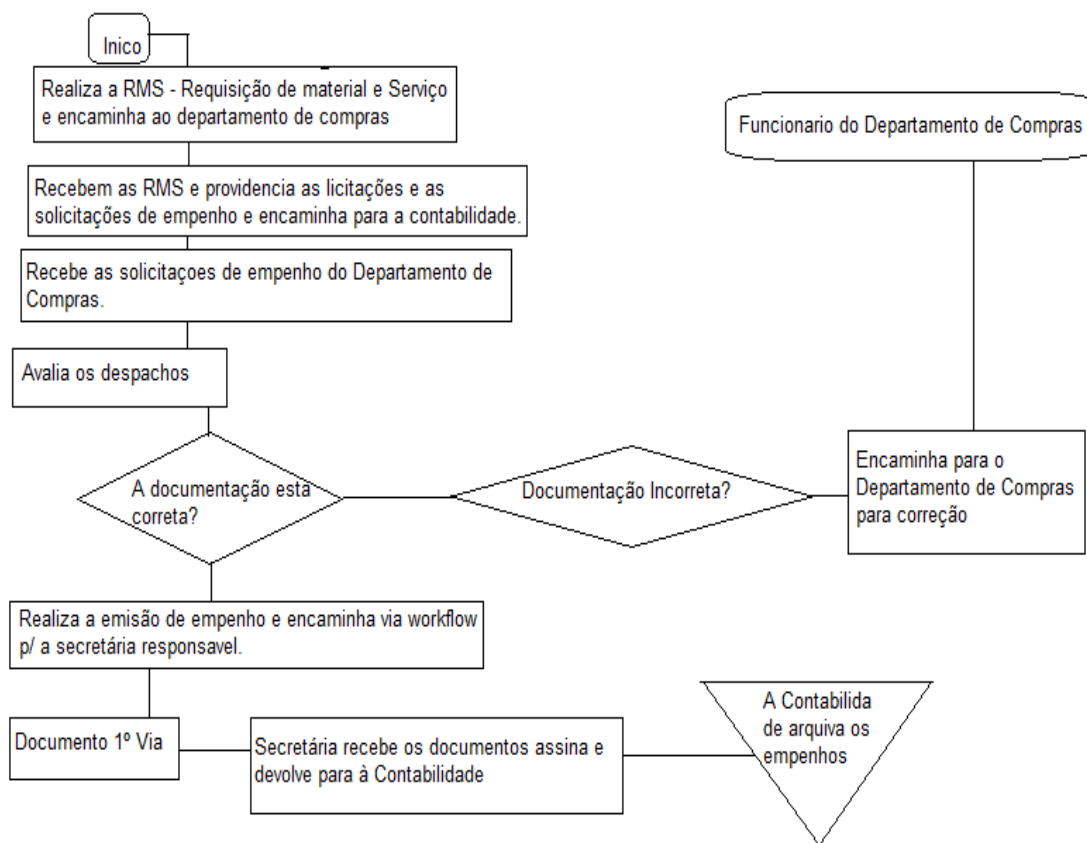 Inico
Realiza a RMS - Requisição de material e Serviço
e encaminha ao departamento de compras
Funcionario do Departamento de Compras
Recebem as RMS e providencia as licitações e as
solicitações de empenho e encaminha para a contabilidade.
Recebe as solicitaçoes de empenho do Departamento de
Compras.
Avalia os despachos
A documentação está
correta?
Documentação Incorreta?
Encaminha para o
Departamento de Compras
para correção
Realiza a emisão de empenho e encaminha via workflow
p/ a secretária responsavel.
Documento 1º Via
Secretária recebe os documentos assina e
devolve para à Contabilidade
A Contabilida
de arquiva os
empenhos